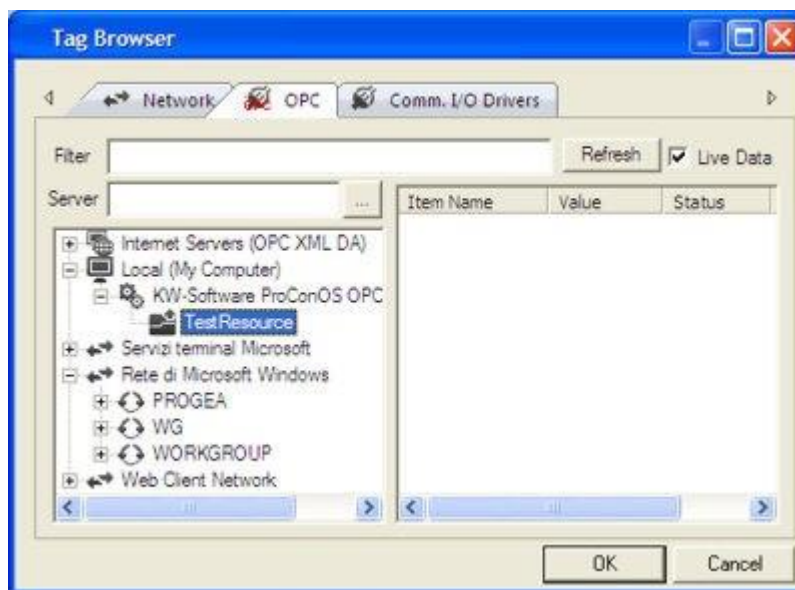 Tag Browser
Network OPC Comm. I/O Drivers
Filter Refresh Live Data
Server ... Item Name Value Status
Internet Servers (OPC XML DA)
Local (My Computer)
KW-Software ProConOS OPC
TestResource
Servizi terminal Microsoft
Rete di Microsoft Windows
PROGEA
WG
WORKGROUP
Web Client Network
OK Cancel